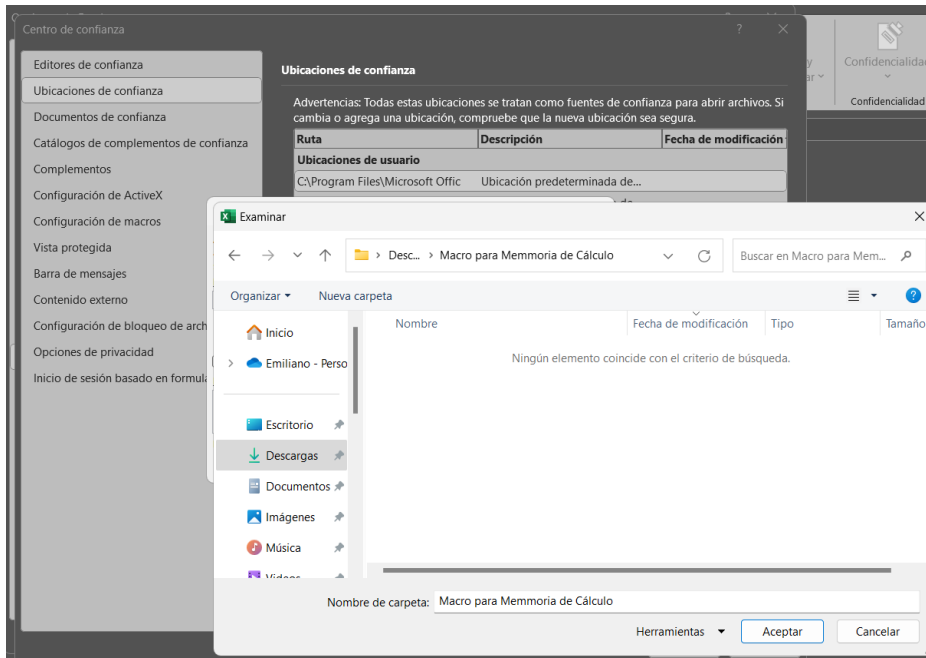 Centro de confianza
?
Editores de confianza
Ubicaciones de confianza
Documentos de confianza
Catálogos de complementos de confianza
Complementos
Configuración de ActiveX
Configuración de macros
Vista protegida
Barra de mensajes
Contenido externo
Configuración de bloqueo de arch
Opciones de privacidad
Inicio de sesión basado en formul
Ubicaciones de confianza
Advertencias: Todas estas ubicaciones se tratan como fuentes de confianza para abrir archivos. Si
cambia o agrega una ubicación, compruebe que la nueva ubicación sea segura.
Ruta Descripción Fecha de modificación
Ubicaciones de usuario
C:\Program Files\Microsoft Offic Ubicación predeterminada de...
y
ar
Confidencialidad
Confidencialidad
Examinar
Desc... › Macro para Memmoria de Cálculo
Buscar en Macro para Mem...
Organizar Nueva carpeta
?
Nombre Fecha de modificación Tipo Tamaño
Ningún elemento coincide con el criterio de búsqueda.
Inicio
Emiliano - Perso
Escritorio
Descargas
Documentos
Imágenes
Música
Videos
Nombre de carpeta: Macro para Memmoria de Cálculo
Herramientas Aceptar Cancelar